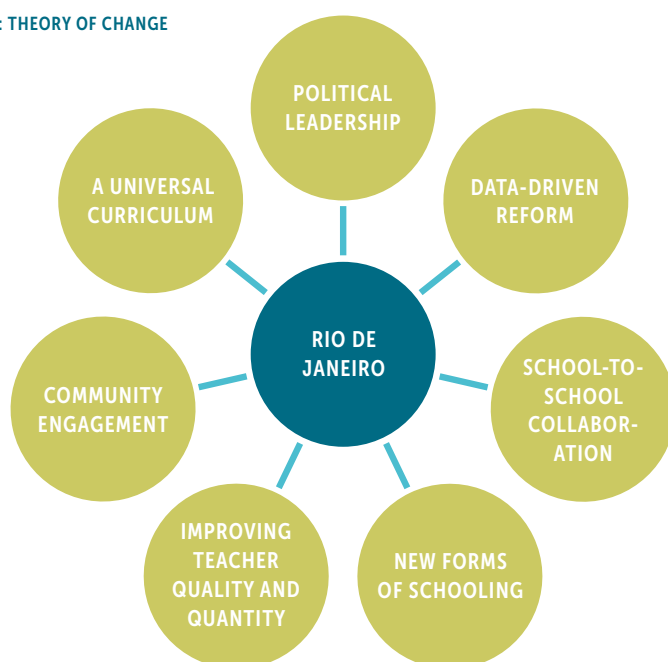 : THEORY OF CHANGE
POLITICAL
LEADERSHIP
A UNIVERSAL
CURRICULUM
DATA-DRIVEN
REFORM
RIO DE
JANEIRO
COMMUNITY
ENGAGEMENT
SCHOOL-TO-
SCHOOL
COLLABOR-
ATION
IMPROVING
TEACHER
QUALITY AND
QUANTITY
NEW FORMS
OF SCHOOLING